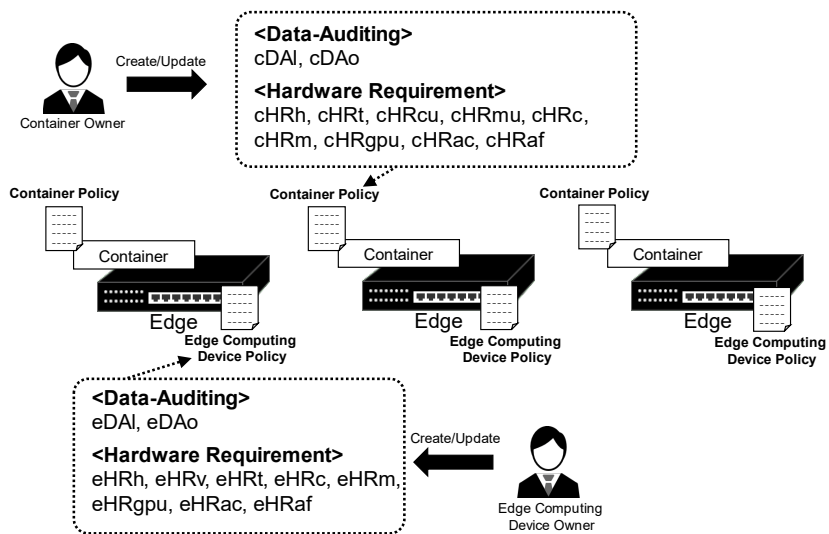 <Data-Auditing>
cDAl, cDAo
<Hardware Requirement>
cHRh, cHRt, cHRcu, cHRmu, cHRc,
cHRm, cHRgpu, cHRac, cHRaf
Create/Update
Container Owner
Container Policy
Container
Edge
Edge Computing
Device Policy
Container Policy
Container
Edge
Edge Computing
Device Policy
Container Policy
Container
Edge
Edge Computing
Device Policy
<Data-Auditing>
eDAl, eDAo
<Hardware Requirement>
eHRh, eHRv, eHRt, eHRc, eHRm,
eHRgpu, eHRac, eHRaf
Create/Update
Edge Computing
Device Owner